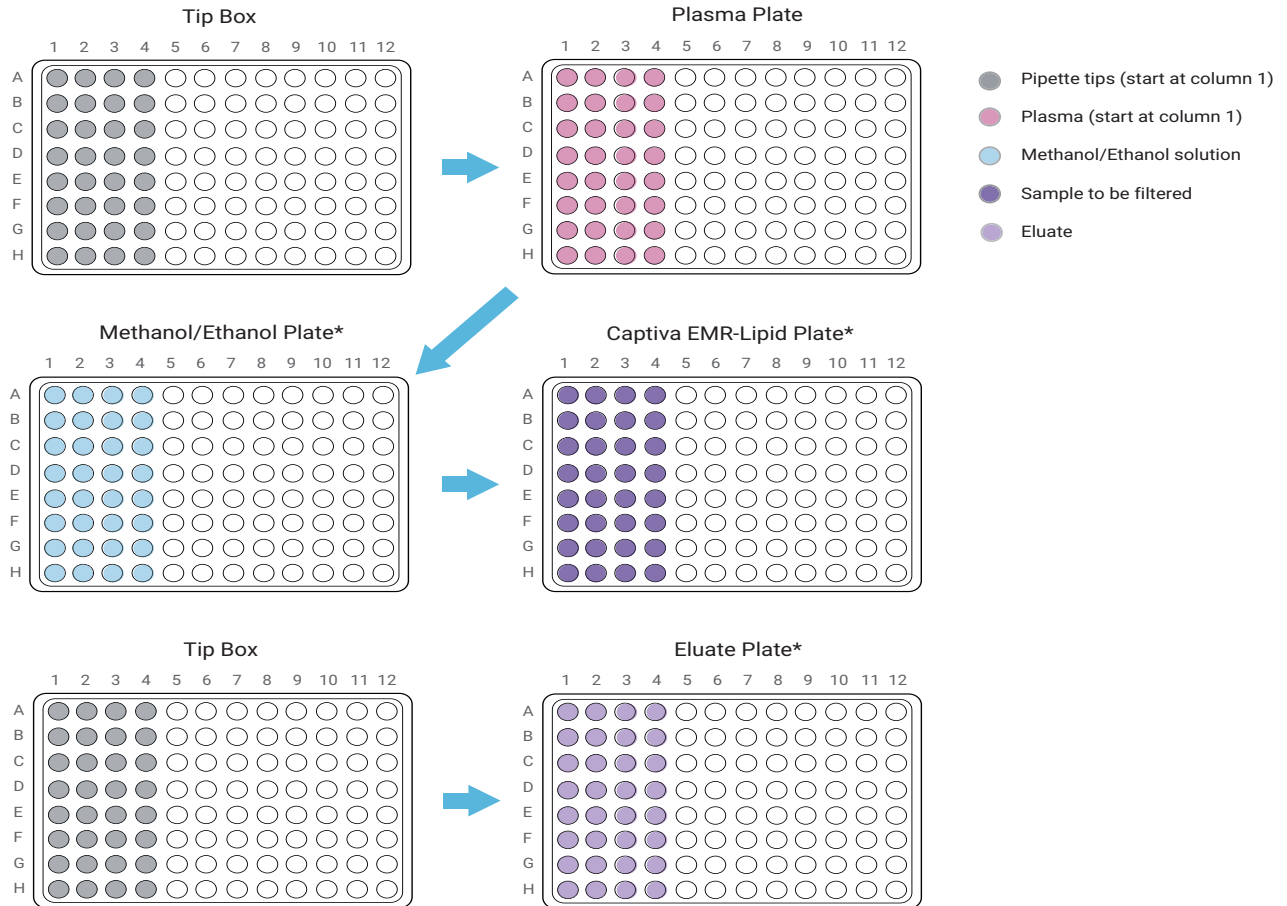 Tip Box
1 2 3 4 5 6 7 8 9 10 11 12
A
B
C
D
E
F
G
H
Plasma Plate
1 2 3 4 5 6 7 8 9 10 11 12
A
B
C
D
E
F
G
H
Pipette tips (start at column 1)
Plasma (start at column 1)
Methanol/Ethanol solution
Sample to be filtered
Eluate
Methanol/Ethanol Plate*
1 2 3 4 5 6 7 8 9 10 11 12
A
B
C
D
E
F
G
H
Captiva EMR-Lipid Plate*
1 2 3 4 5 6 7 8 9 10 11 12
A
B
C
D
E
F
G
H
Tip Box
1 2 3 4 5 6 7 8 9 10 11 12
A
B
C
D
E
F
G
H
Eluate Plate*
1 2 3 4 5 6 7 8 9 10 11 12
A
B
C
D
E
F
G
H